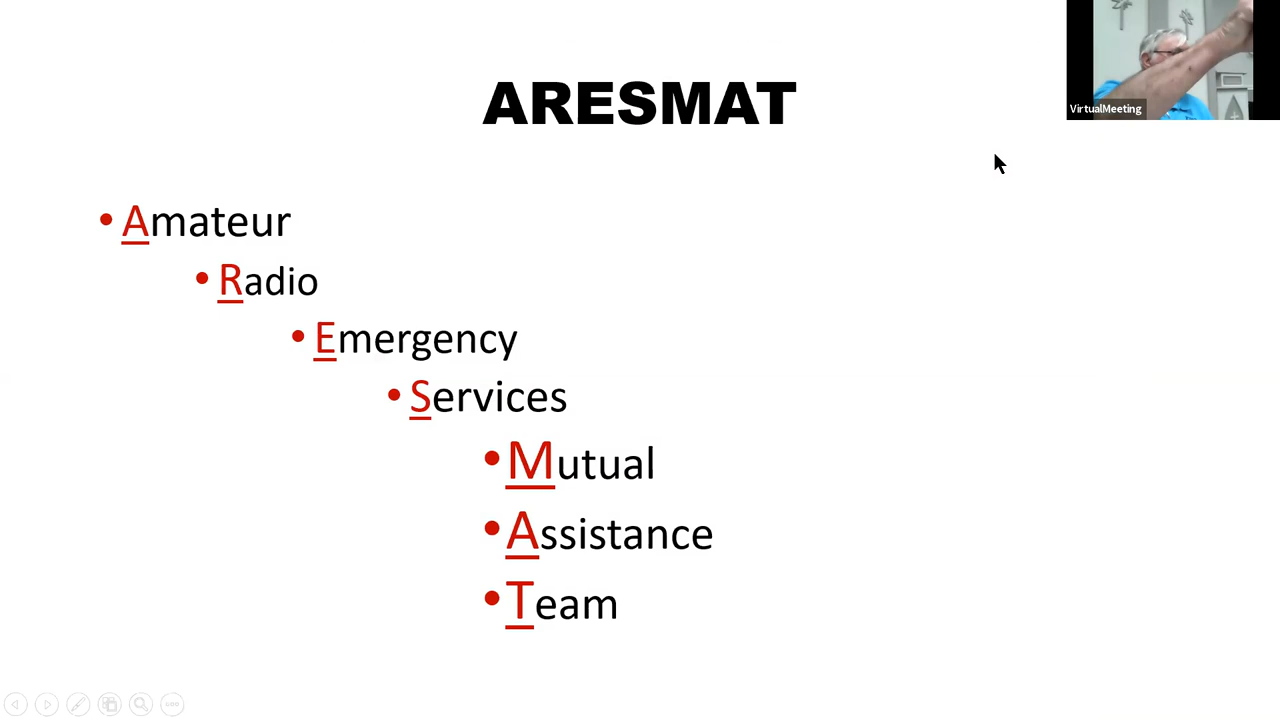 ARESMAT
VirtualMeeting
• Amateur
• Radio
• Emergency
• Services
• Mutual
• Assistance
• Team